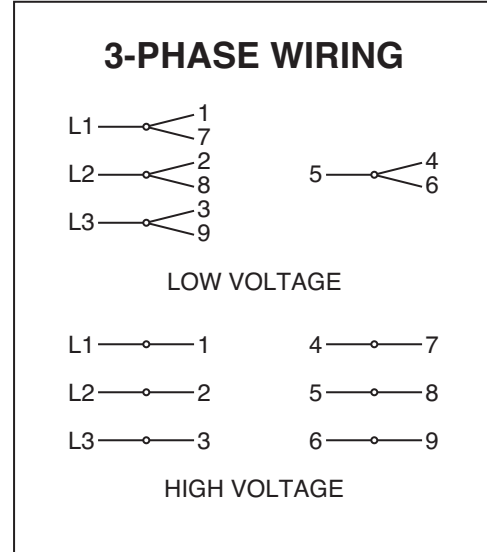 3-PHASE WIRING
L1 1
7
L2 2
8
5 4
6
L3 3
9
LOW VOLTAGE
L1 1
4 7
L2 2
5 8
L3 3
6 9
HIGH VOLTAGE